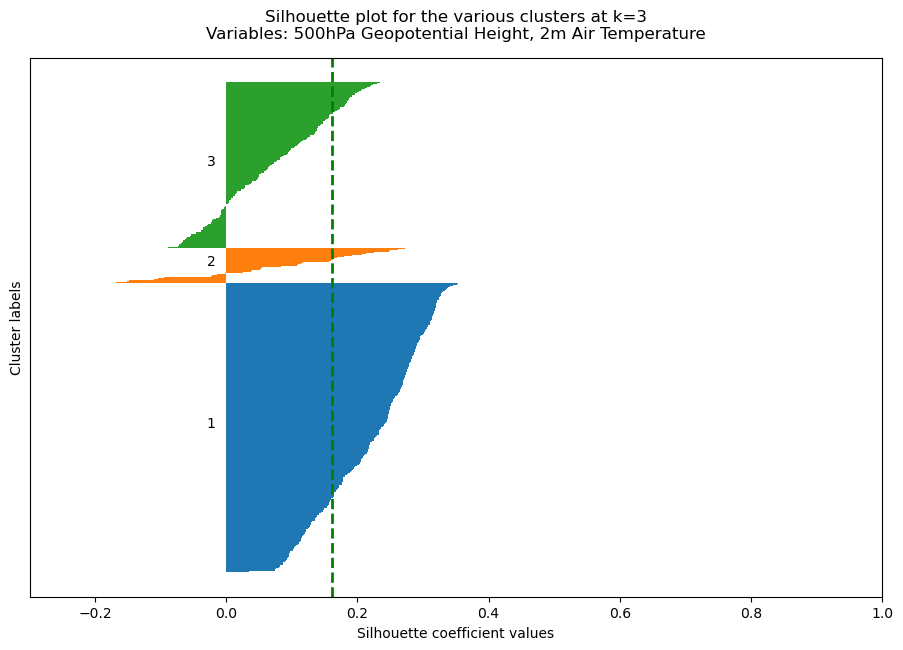 Silhouette plot for the various clusters at k=3
Variables: 500hPa Geopotential Height, 2m Air Temperature
Cluster labels
3
2
1
−0.2
0.0
0.2
0.4
0.6
0.8
1.0
Silhouette coefficient values